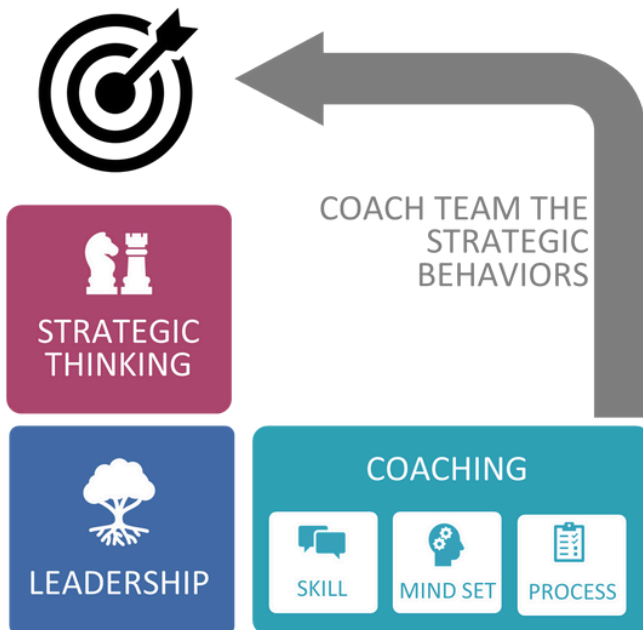 COACH TEAM THE
STRATEGIC
BEHAVIORS
STRATEGIC
THINKING
LEADERSHIP
COACHING
SKILL
MIND SET
PROCESS